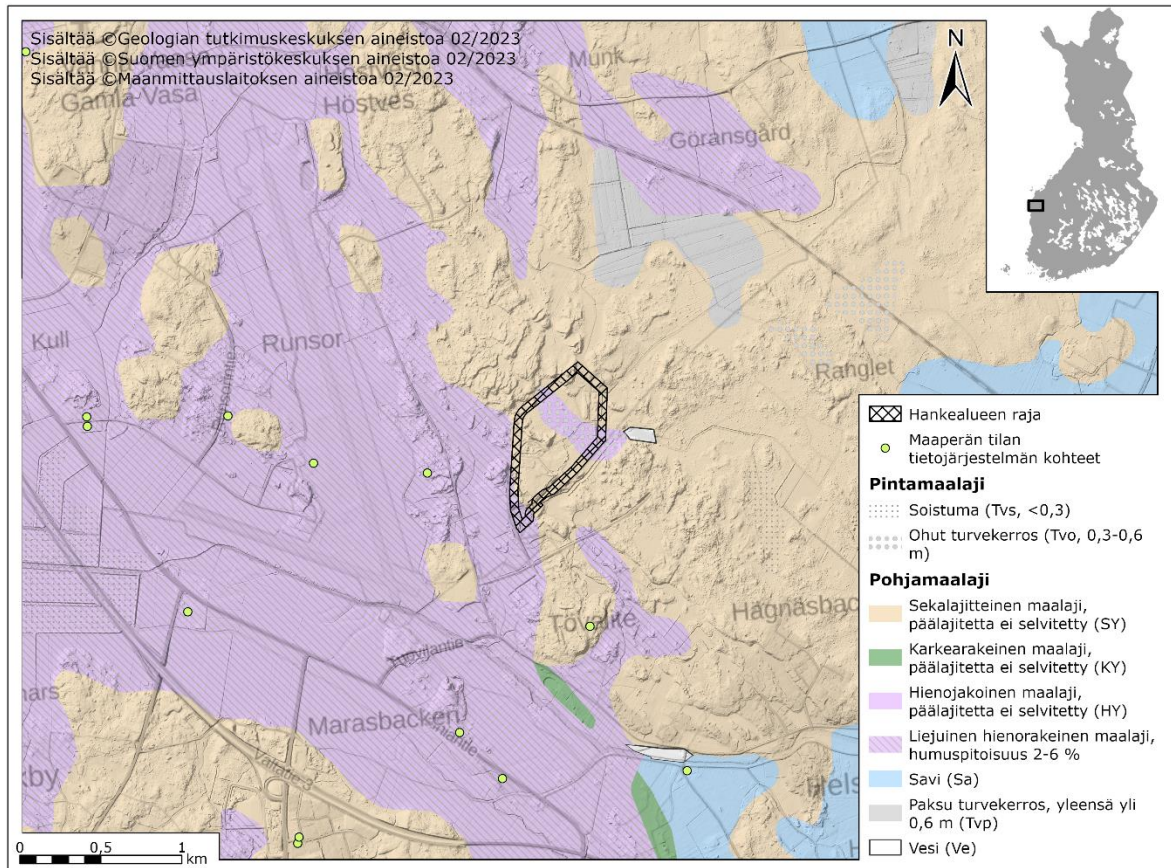 Sisältää ©Geologian tutkimuskeskuksen aineistoa 02/2023
Sisältää ©Suomen ympäristökeskuksen aineistoa 02/2023
Sisältää ©Maanmittauslaitoksen aineistoa 02/2023
N
Munk
Gamla Vasa
Höstves
Göransgård
Kull
Runsor
Ranglet
Tövalite
Marasbacken
Valtatie 3
0 0,5 1
km
Hankealueen raja
Maaperän tilan
tietojärjestelmän kohteet
Pintamaalaji
Soistuma (Tvs, <0,3)
Ohut turvekerros (Tvo, 0,3-0,6
m)
Pohjamaalaji
Sekalajitteinen maalaji,
päälajitetta ei selvitetty (SY)
Karkearakeinen maalaji,
päälajitetta ei selvitetty (KY)
Hienojakoinen maalaji,
päälajitetta ei selvitetty (HY)
Liejuinen hienorakeinen maalaji,
humuspitoisuus 2-6 %
Savi (Sa)
Paksu turvekerros, yleensä yli
0,6 m (Tvp)
Vesi (Ve)